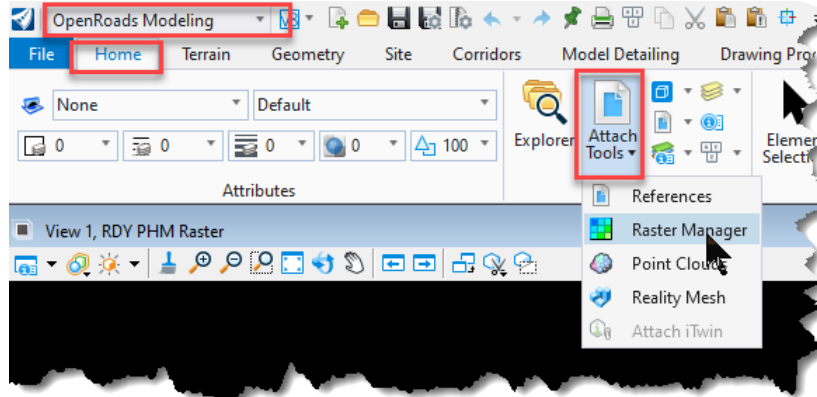 OpenRoads Modeling
File Home Terrain Geometry Site Corridors Model Detailing Drawing
None Default
0 0 0 0 100
Explorer Attach Tools
Attributes
References
Raster Manager
Point Clouds
Reality Mesh
Attach iTwin
View 1, RDY PHM Raster